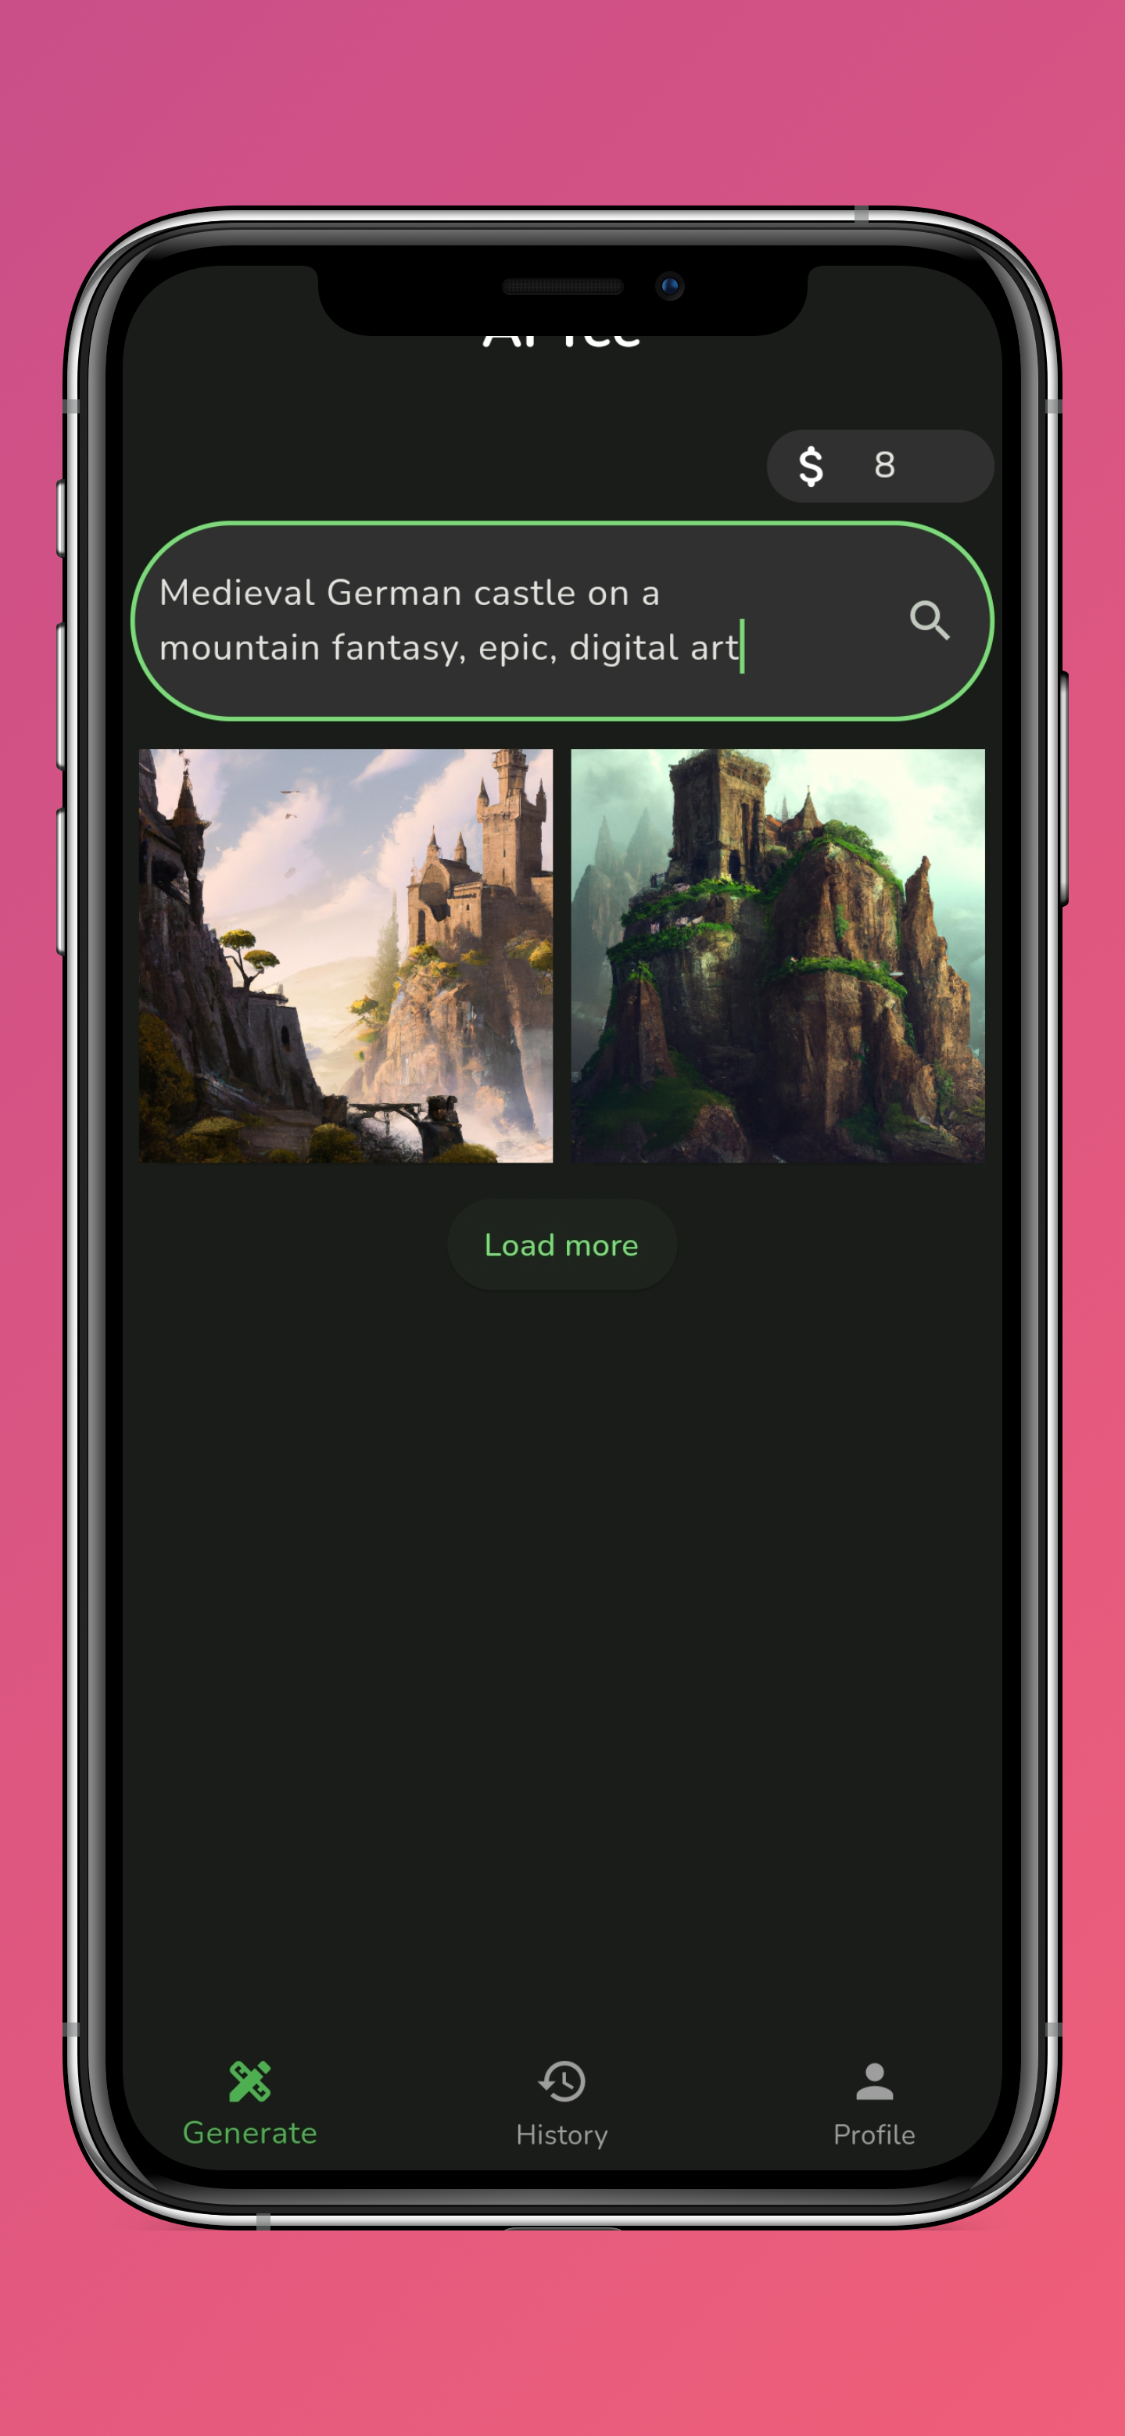 $ 8
Medieval German castle on a
mountain fantasy, epic, digital art
Load more
Generate History Profile